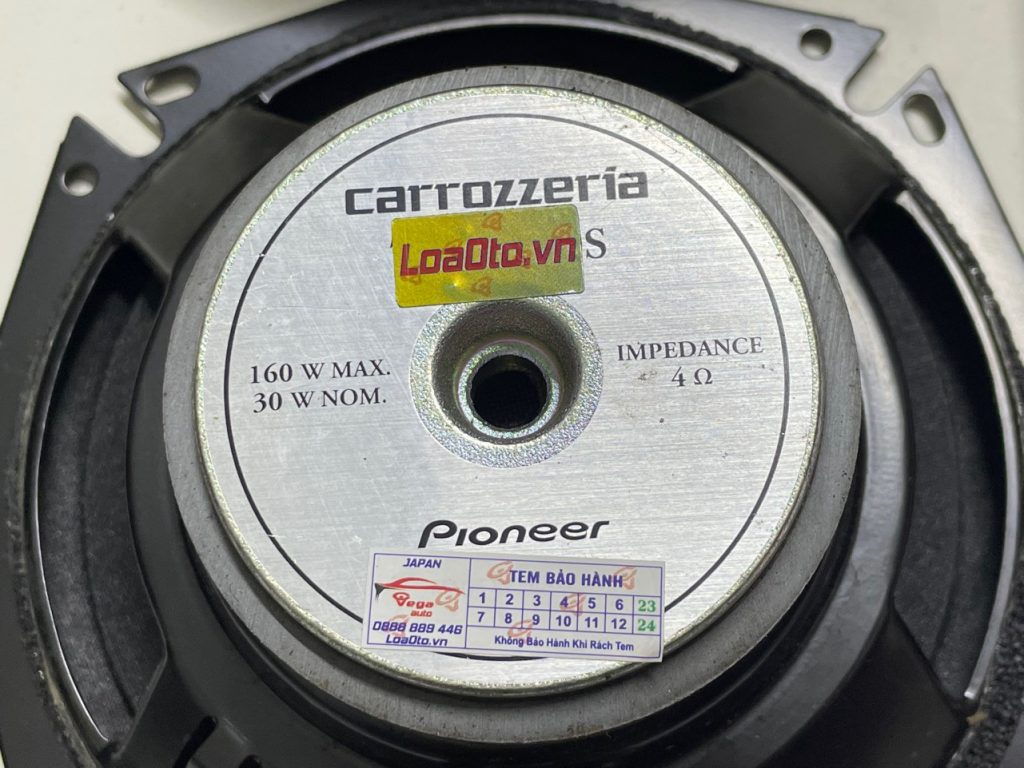 carrozzeria
LoaOto.vn
S
160 W MAX.
30 W NOM.
IMPEDANCE
4 Ω
Pioneer
JAPAN
Vega
auto
0888 889 446
LoaOto.vn
TEM BẢO HÀNH
1 2 3 4 5 6 23
7 8 9 10 11 12 24
Không Bảo Hành Khi Rách Tem